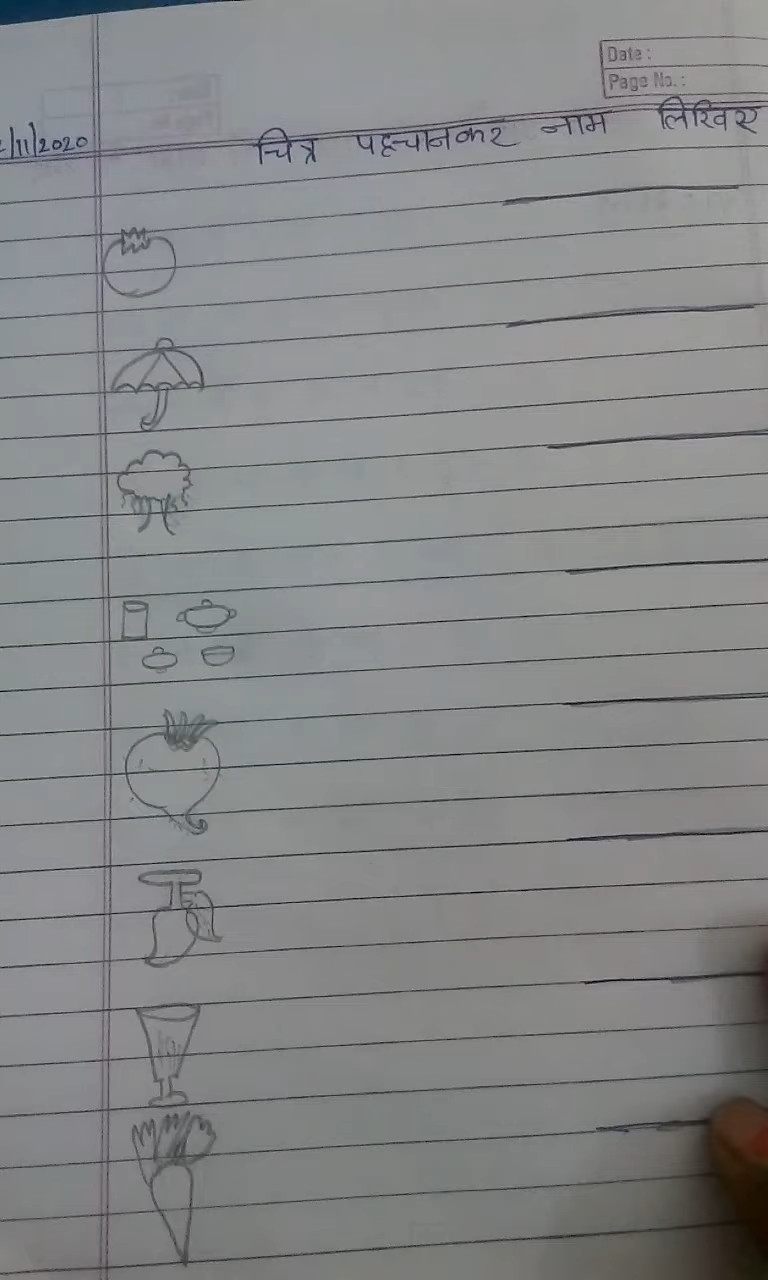 Date :
Page No. :
/11/2020
चित्र पहचानकर नाम लिखिए